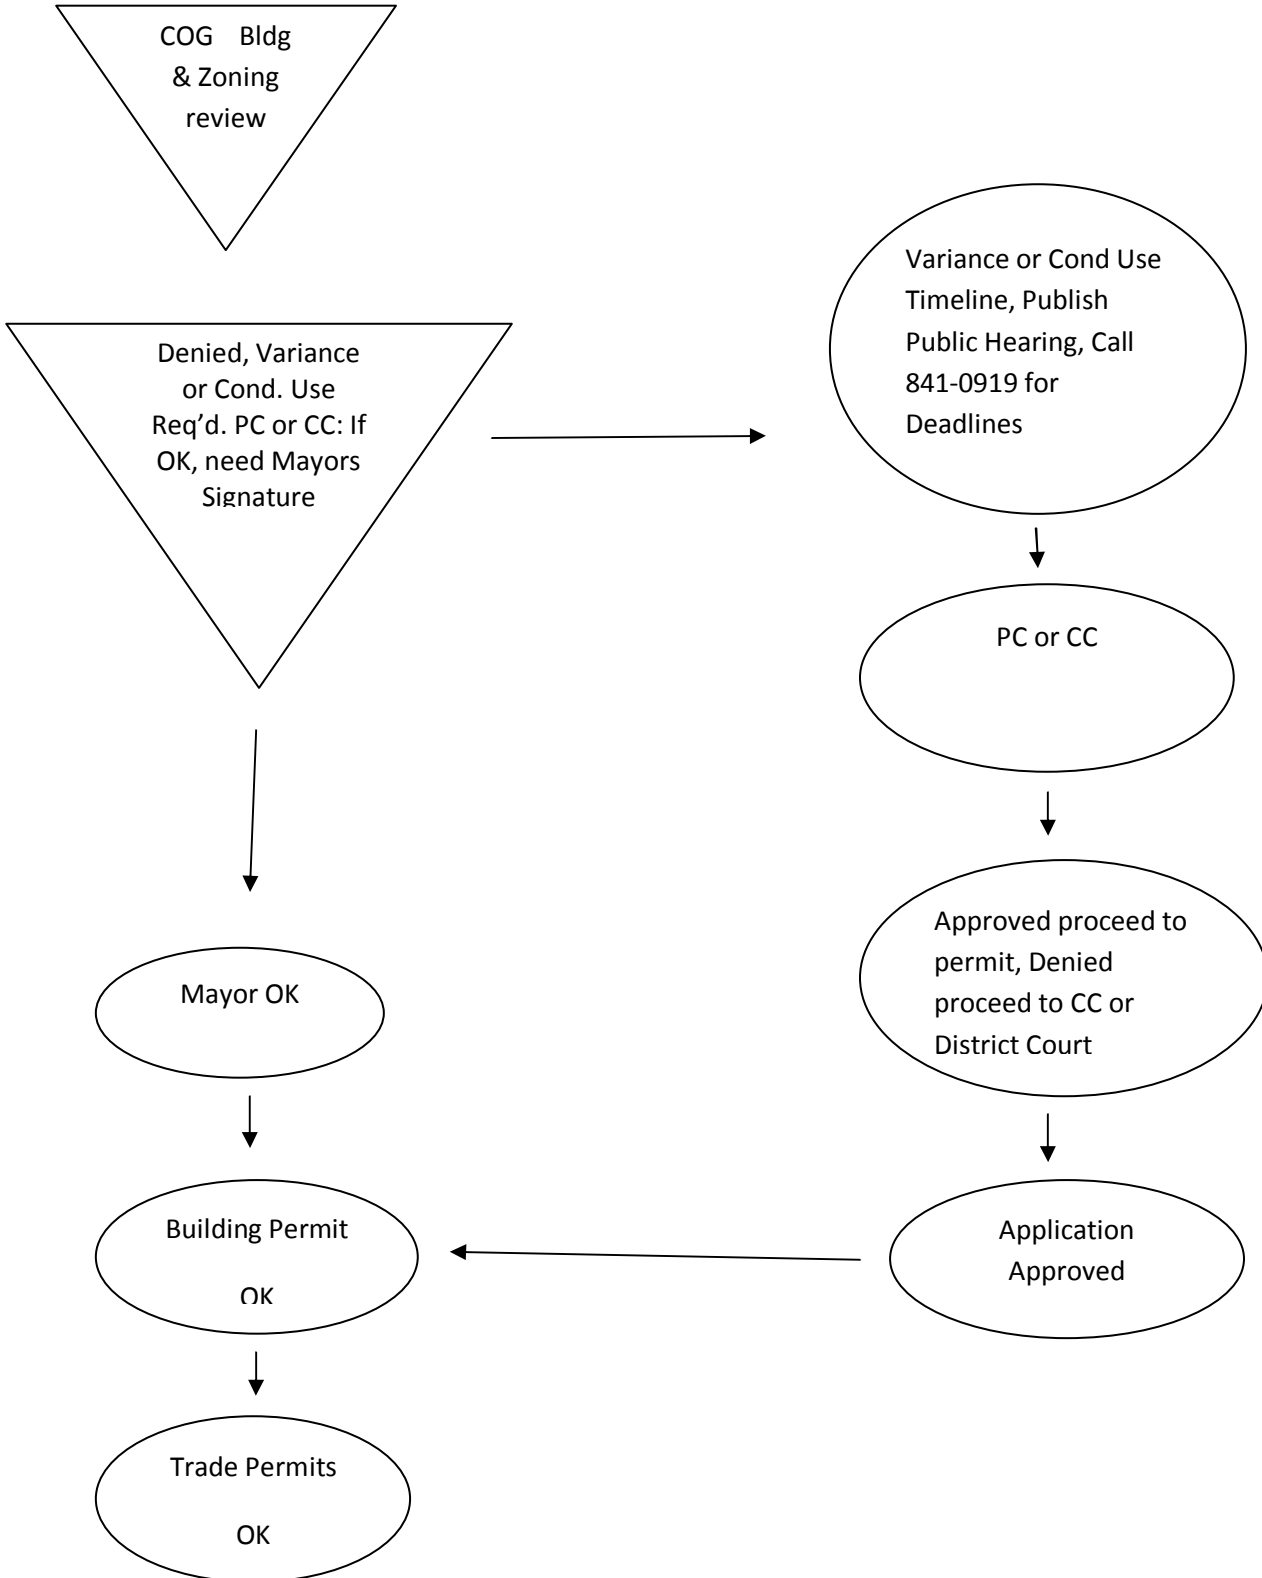 COG Bldg
& Zoning
review
Denied, Variance
or Cond. Use
Req’d. PC or CC: If
OK, need Mayors
Signature
Variance or Cond Use
Timeline, Publish
Public Hearing, Call
841-0919 for
Deadlines
PC or CC
Approved proceed to
permit, Denied
proceed to CC or
District Court
Mayor OK
Building Permit
OK
Application
Approved
Trade Permits
OK